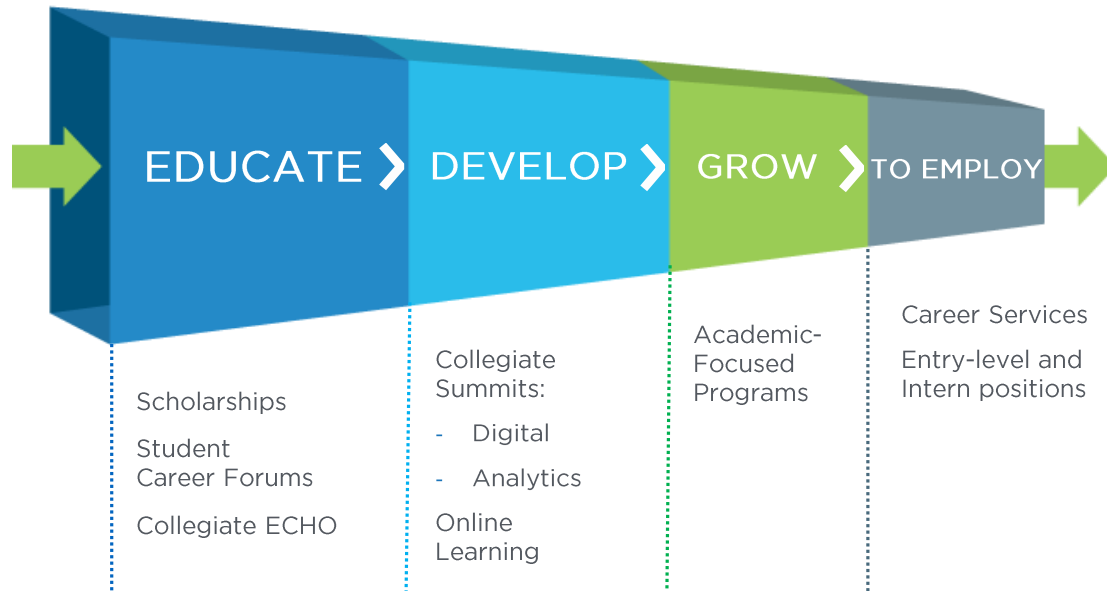 EDUCATE
DEVELOP
GROW
TO EMPLOY
Scholarships
Student
Career Forums
Collegiate ECHO
Collegiate
Summits:
- Digital
- Analytics
Online
Learning
Academic-
Focused
Programs
Career Services
Entry-level and
Intern positions